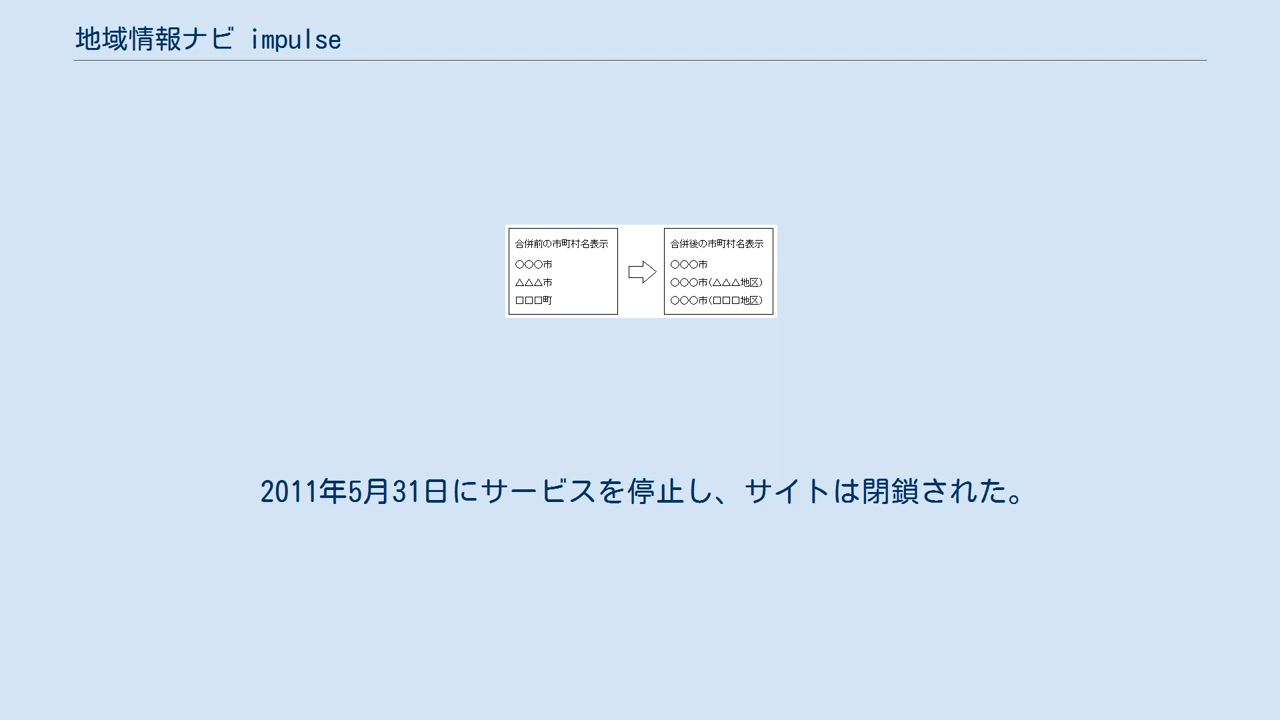 地域情報ナビ impulse
合併前の市町村名表示
○○○市
△△△市
□□□町
合併後の市町村名表示
○○○市
○○○市(△△△地区)
○○○市(□□□地区)
2011年5月31日にサービスを停止し、サイトは閉鎖された。